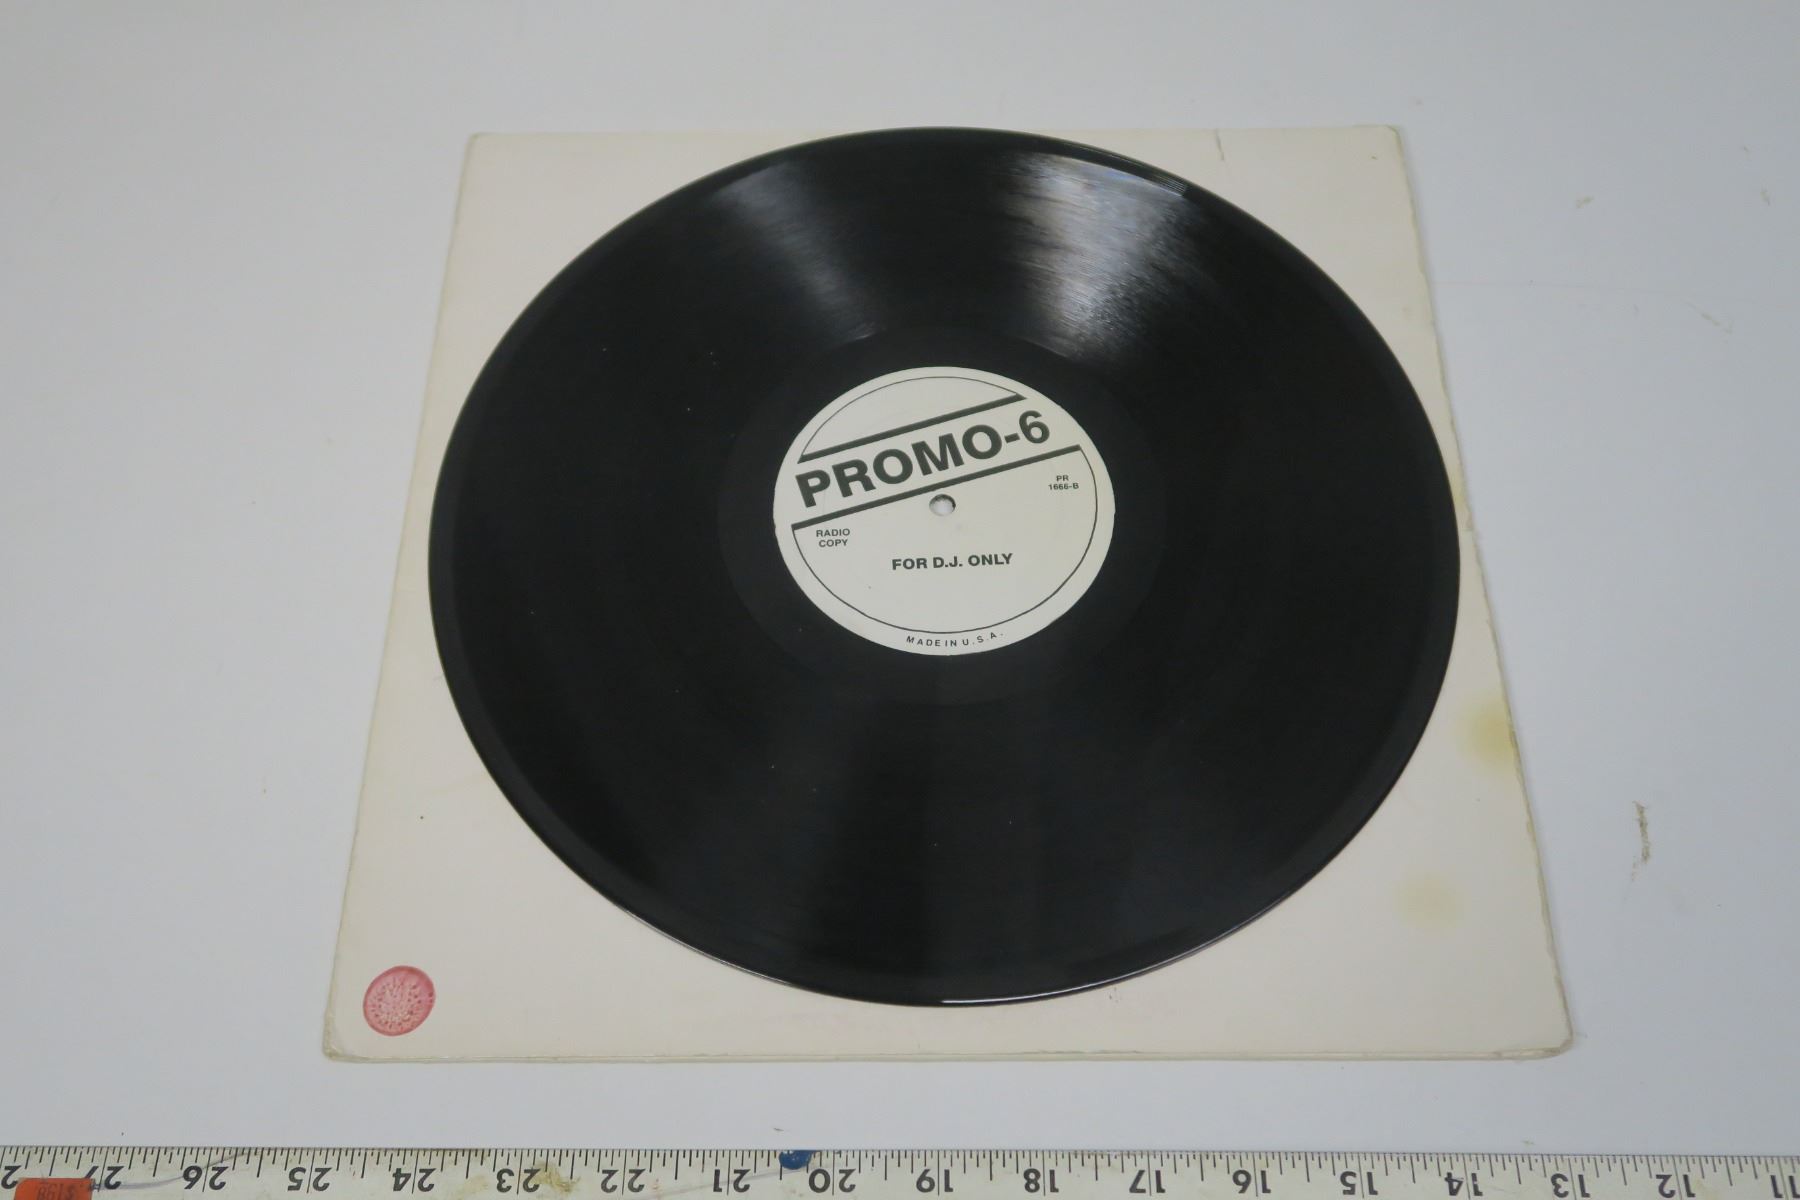 PROMO-6
PR
1666-B
RADIO
COPY
FOR D.J. ONLY
MADE IN U.S.A.
27 26 25 24 23 22 21 20 19 18 17 16 15 14 13 12 11